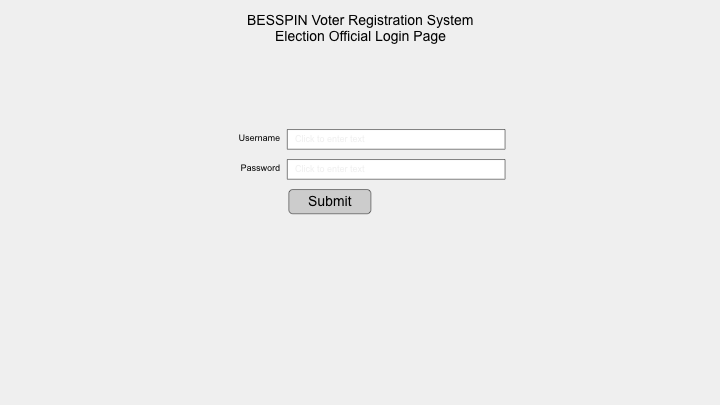 BESSPIN Voter Registration System
Election Official Login Page
Username
Click to enter text
Password
Click to enter text
Submit